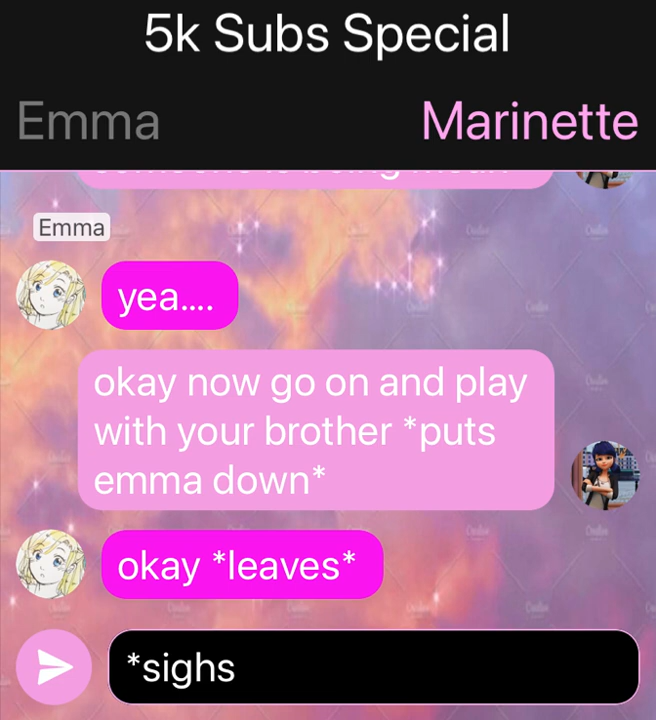 5k Subs Special
Emma Marinette
Emma
yea....
okay now go on and play
with your brother *puts
emma down*
okay *leaves*
*sighs